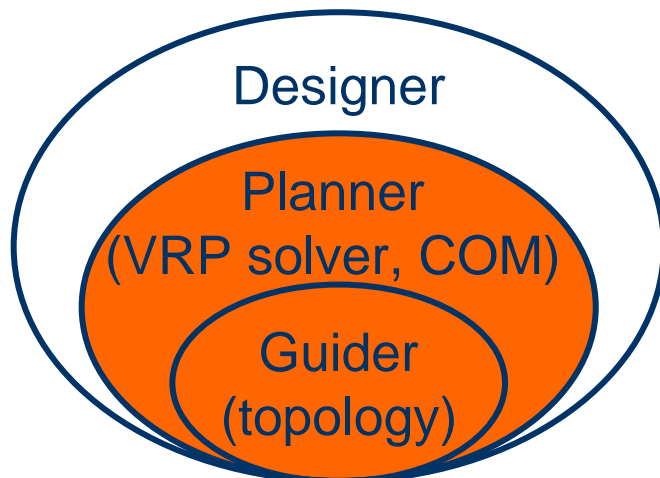 Designer
Planner
(VRP solver, COM)
Guider
(topology)